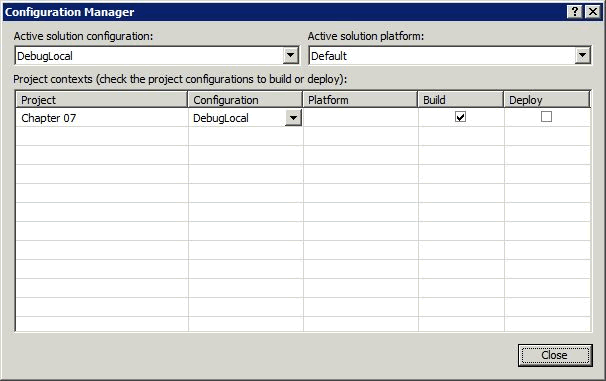 Configuration Manager
Active solution configuration: Active solution platform:
DebugLocal Default
Project contexts (check the project configurations to build or deploy):
Project Configuration Platform Build Deploy
Chapter 07 DebugLocal
Close